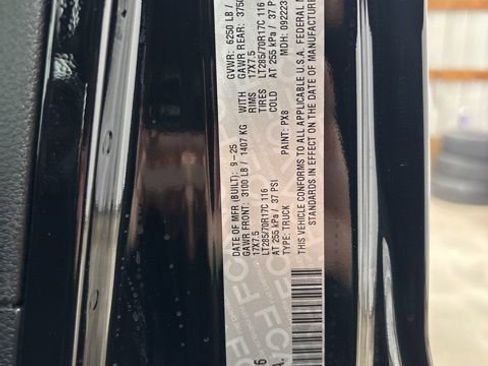 DATE OF MFR (BUILT): 9-25 GVWR: 6250 LB /
GAWR FRONT: 3100 LB / 1407 KG WITH GAWR REAR: 3750
17X7.5 RIMS 17X7.5
LT285/70R17C 116 TIRES LT285/70R17C 116
AT 255 kPa / 37 PSI COLD AT 255 kPa / 37 P
TYPE: TRUCK PAINT: PX8 MDH: 092223
THIS VEHICLE CONFORMS TO ALL APPLICABLE U.S.A. FEDERAL M
STANDARDS IN EFFECT ON THE DATE OF MANUFACTUR